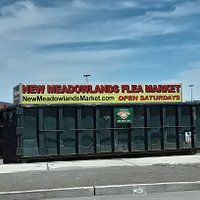 NEW MEADOWLANDS FLEA MARKET
NewMeadowlandsMarket.com OPEN SATURDAYS